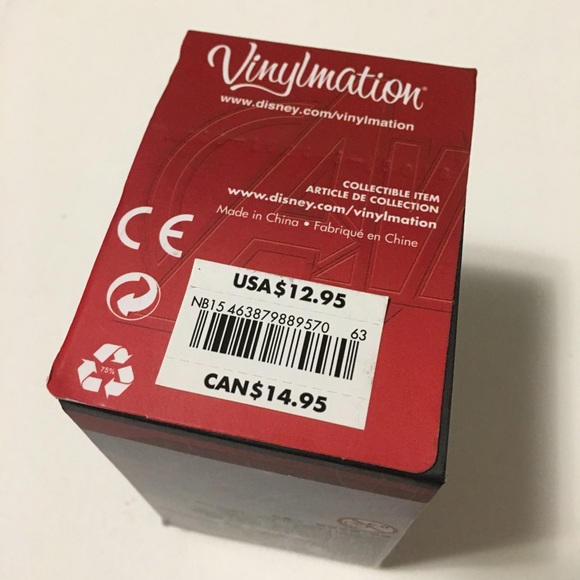 Vinylmation
www.disney.com/vinylmation
COLLECTIBLE ITEM
ARTICLE DE COLLECTION
www.disney.com/vinylmation
Made in China • Fabriqué en Chine
CE
USA$12.95
NB15 463879889570 63
CAN$14.95
75%